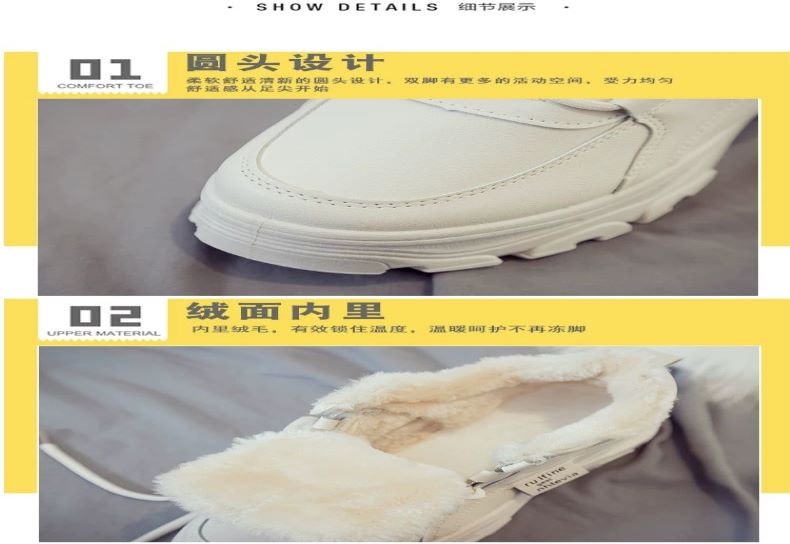 · SHOW DETAILS 细节展示 ·
01
COMFORT TOE
圆头设计
柔软舒适清新的圆头设计，双脚有更多的活动空间，受力均匀
舒适感从足尖开始
02
UPPER MATERIAL
绒面内里
内里绒毛，有效锁住温度，温暖呵护不再冻脚
rulfine